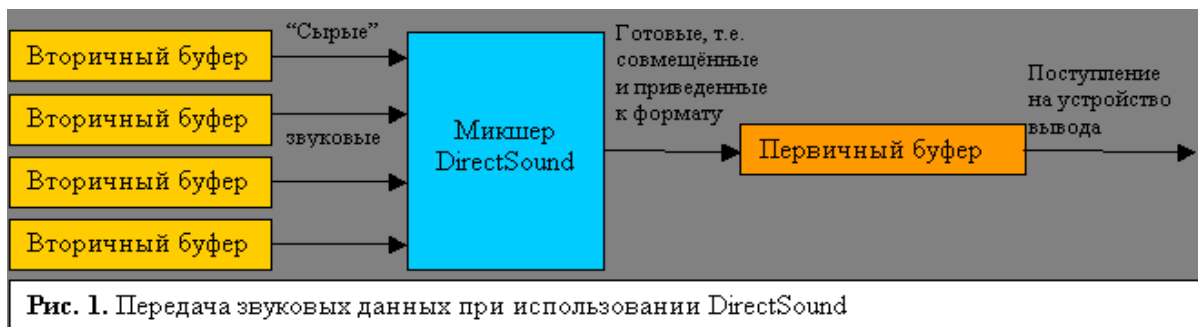 Вторичный буфер
Вторичный буфер
Вторичный буфер
Вторичный буфер
“Сырые”
звуковые
Микшер
DirectSound
Готовые, т.е.
совмещённые
и приведенные
к формату
Первичный буфер
Поступление
на устройство
вывода
Рис. 1. Передача звуковых данных при использовании DirectSound